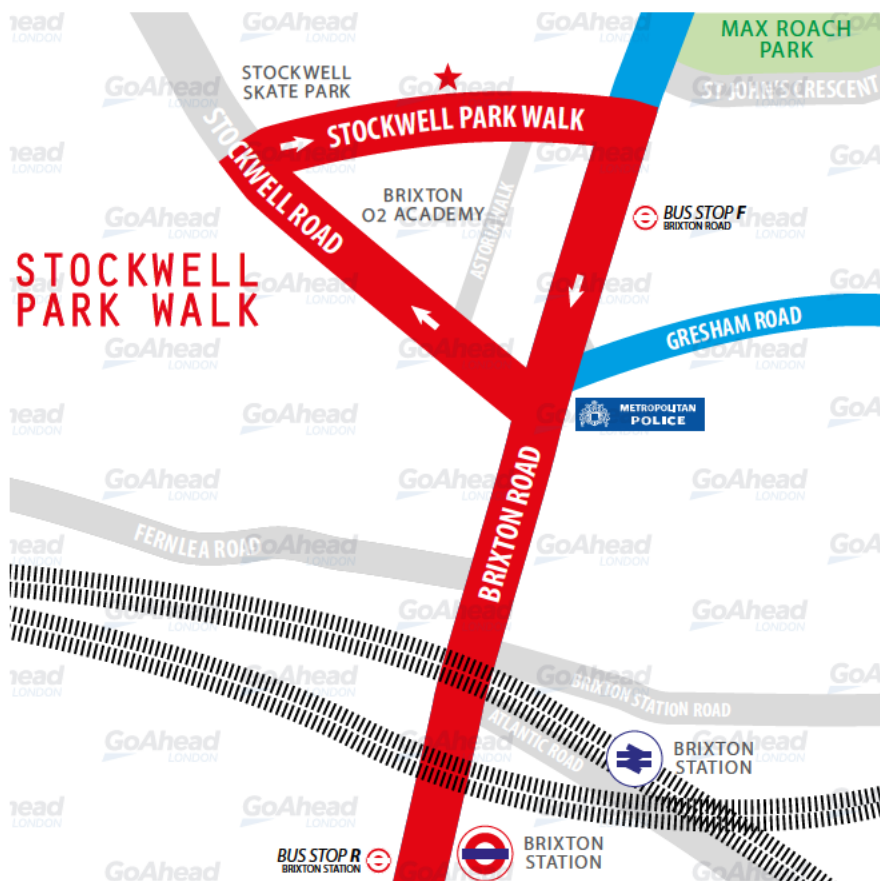 MAX ROACH
PARK
ST JOHN'S CRESCENT
STOCKWELL
SKATE PARK
STOCKWELL PARK WALK
STOCKWELL ROAD
BRIXTON
O2 ACADEMY
ASTORIA WALK
BUS STOP F
BRIXTON ROAD
STOCKWELL
PARK WALK
GRESHAM ROAD
METROPOLITAN
POLICE
BRIXTON ROAD
FERNLEA ROAD
BRIXTON STATION ROAD
ATLANTIC ROAD
BRIXTON
STATION
BUS STOP R
BRIXTON STATION
BRIXTON
STATION
GoAhead
LONDON